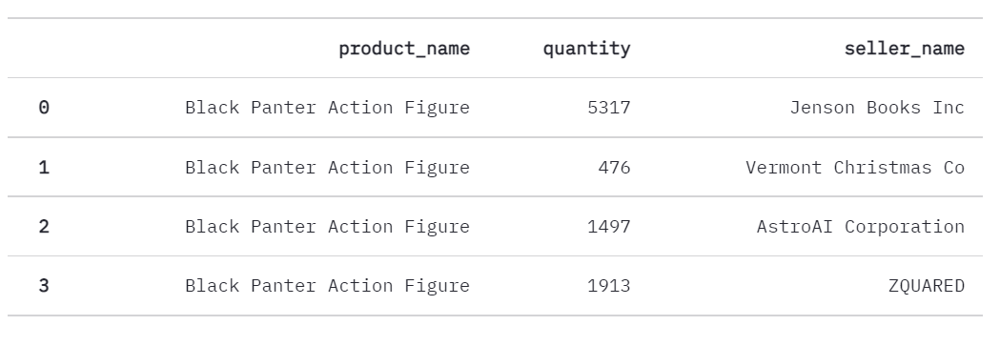 product_name quantity seller_name
0 Black Panter Action Figure 5317 Jenson Books Inc
1 Black Panter Action Figure 476 Vermont Christmas Co
2 Black Panter Action Figure 1497 AstroAI Corporation
3 Black Panter Action Figure 1913 ZQUARED